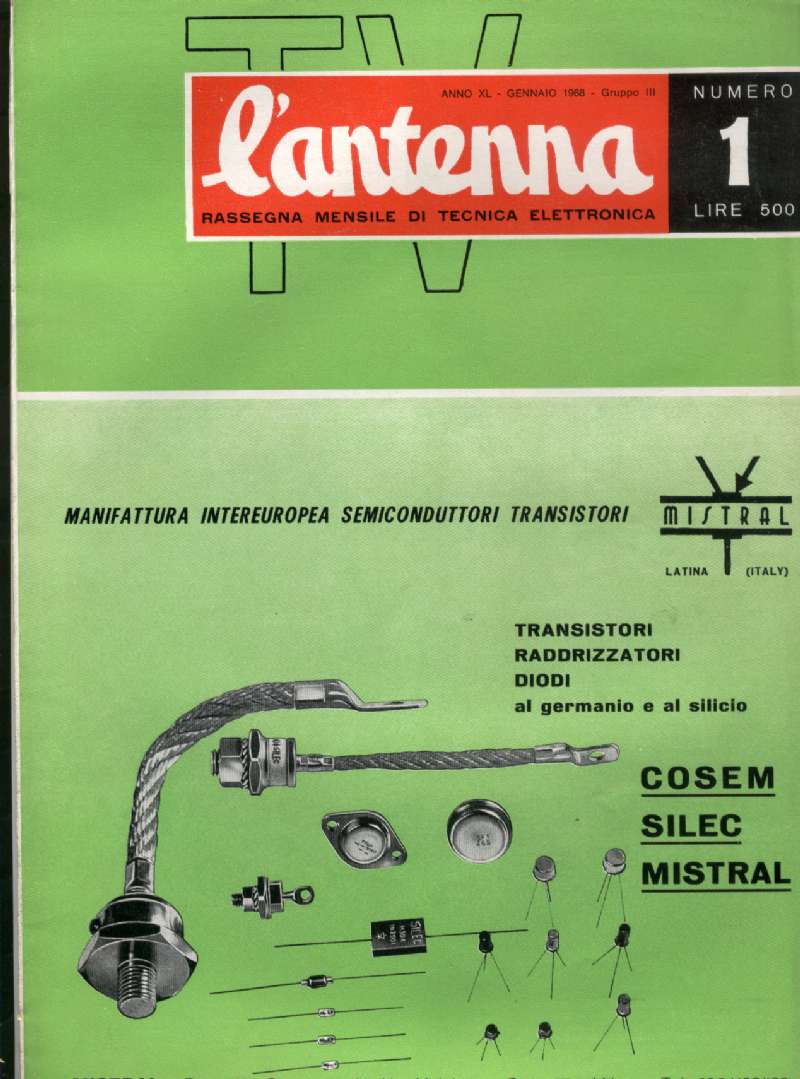 TV
ANNO XL - GENNAIO 1968 - Gruppo III
l'antenna
RASSEGNA MENSILE DI TECNICA ELETTRONICA
NUMERO
1
LIRE 500
MANIFATTURA INTEREUROPEA SEMICONDUTTORI TRANSISTORI
MISTRAL
LATINA (ITALY)
TRANSISTORI
RADDRIZZATORI
DIODI
al germanio e al silicio
COSEM
SILEC
MISTRAL
SILEC